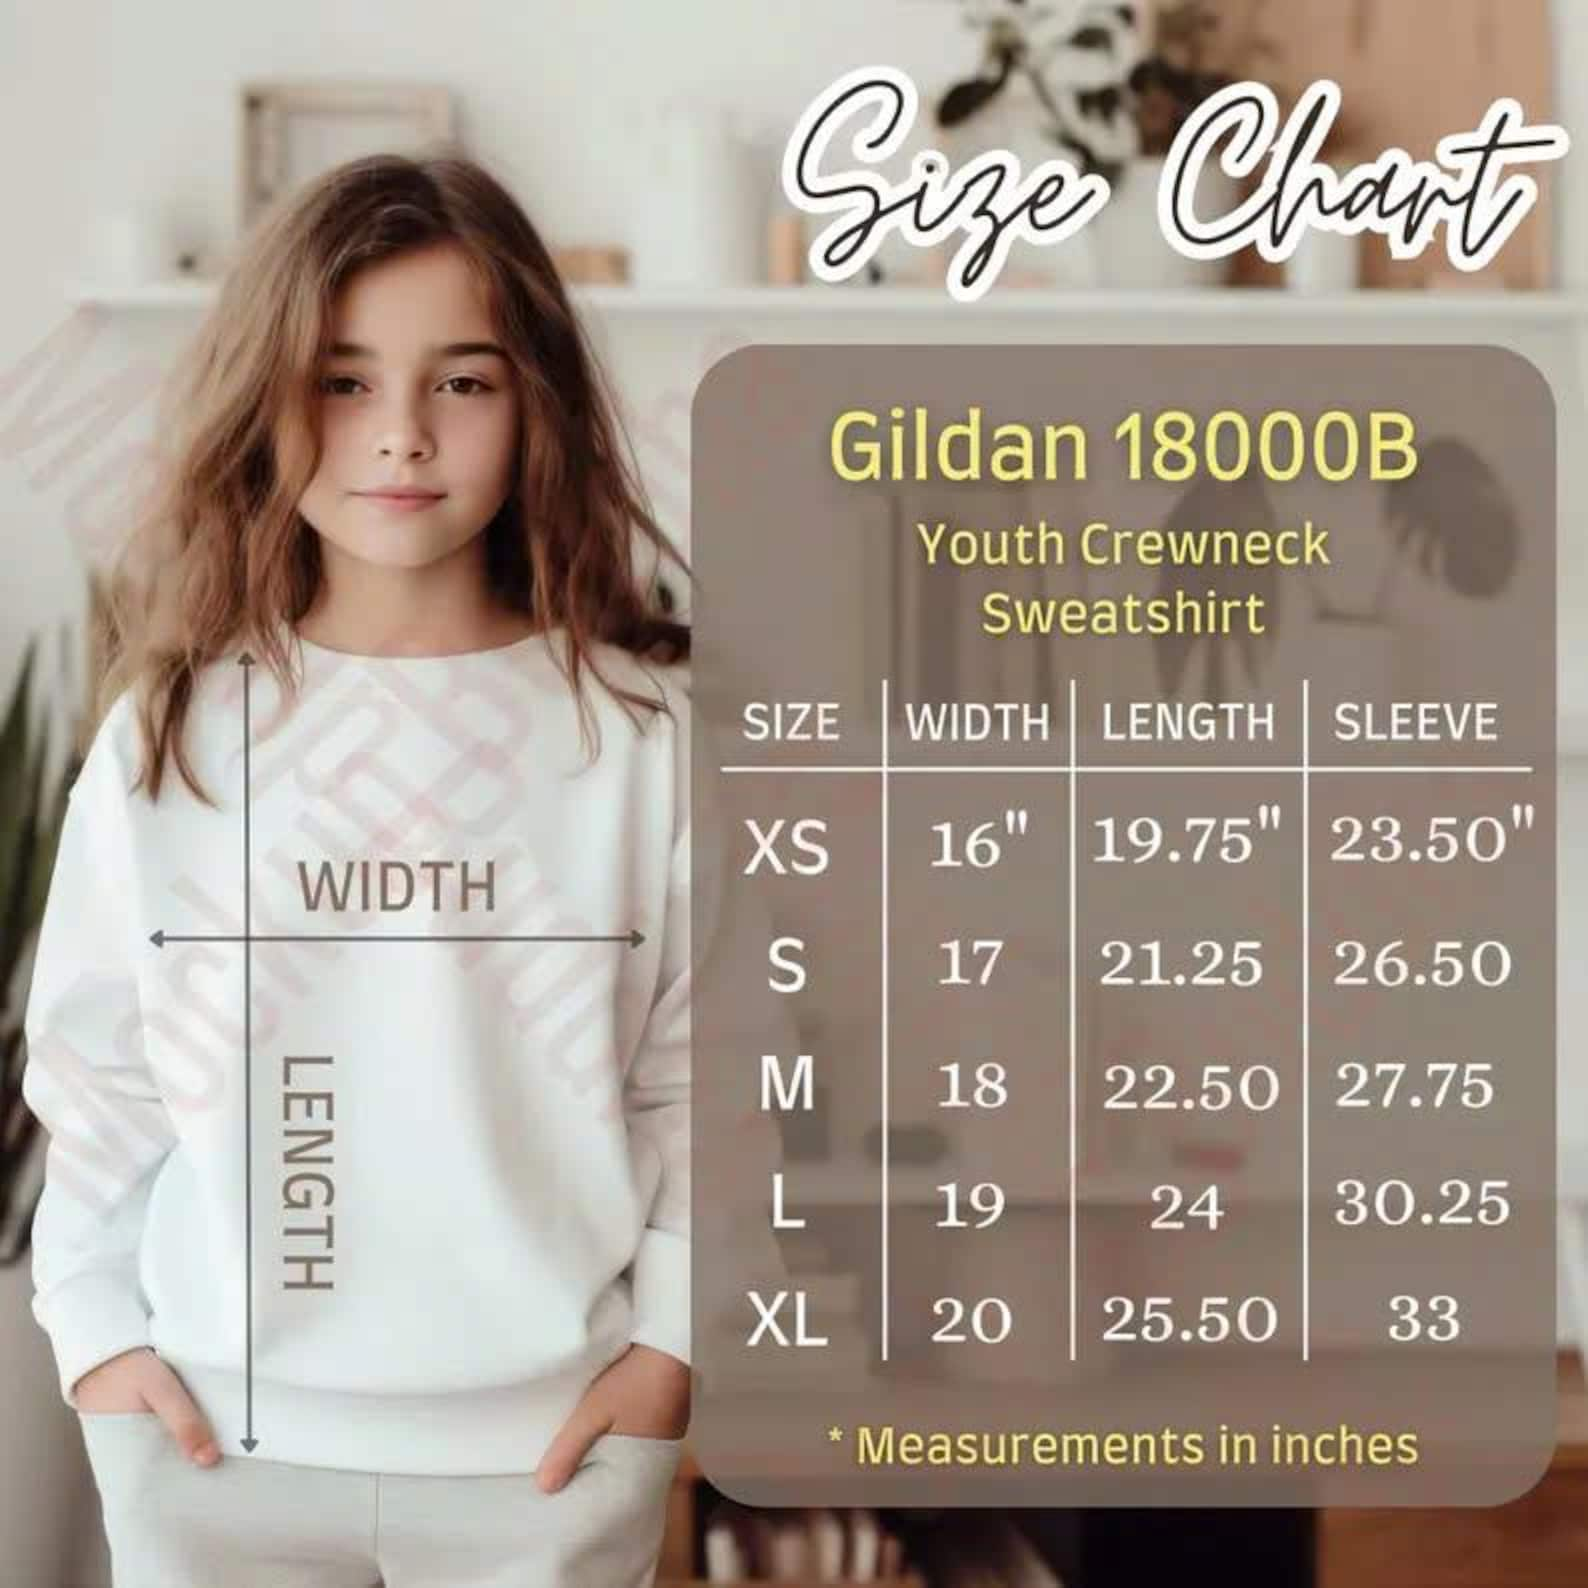 Size Chart
Gildan 18000B
Youth Crewneck
Sweatshirt
SIZE WIDTH LENGTH SLEEVE
XS 16" 19.75" 23.50"
S 17 21.25 26.50
M 18 22.50 27.75
L 19 24 30.25
XL 20 25.50 33
* Measurements in inches
WIDTH
LENGTH